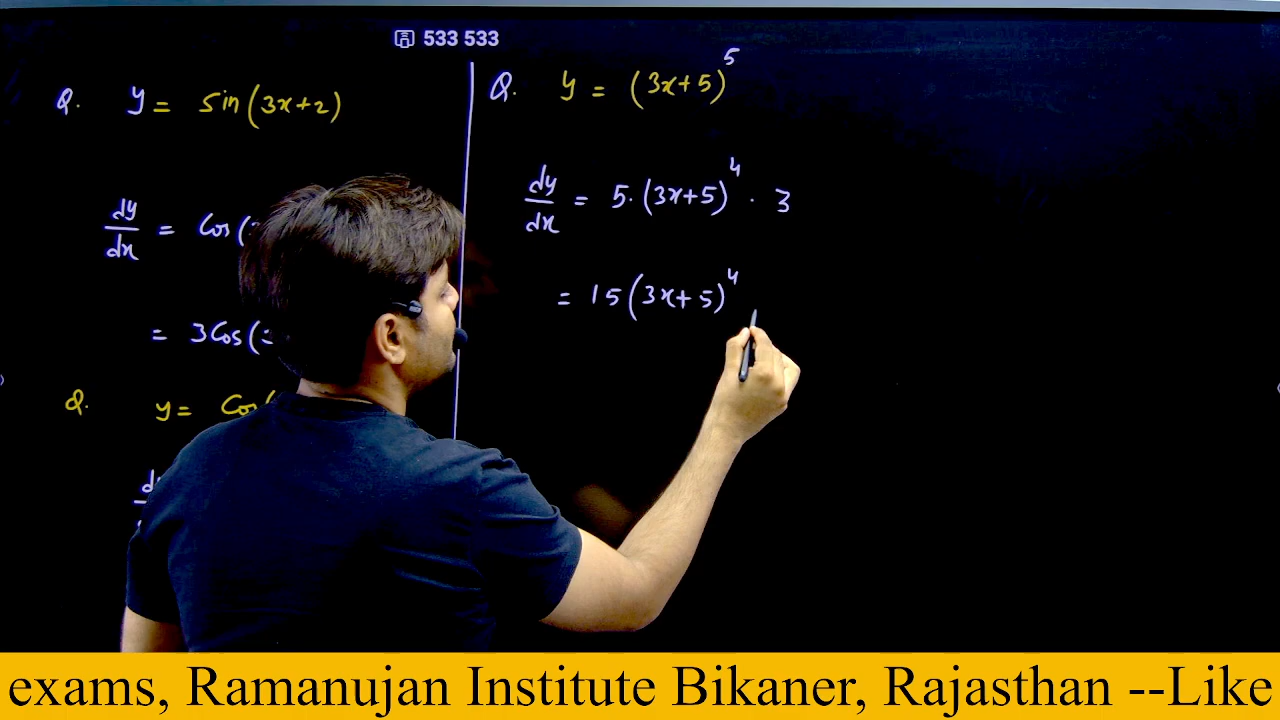 533 533
Q. y = sin(3x+2)
dy/dx = Cos(
= 3Cos(
Q. y = Cos(
Q. y = (3x+5)^5
dy/dx = 5.(3x+5)^4 . 3
= 15(3x+5)^4
exams, Ramanujan Institute Bikaner, Rajasthan --Like